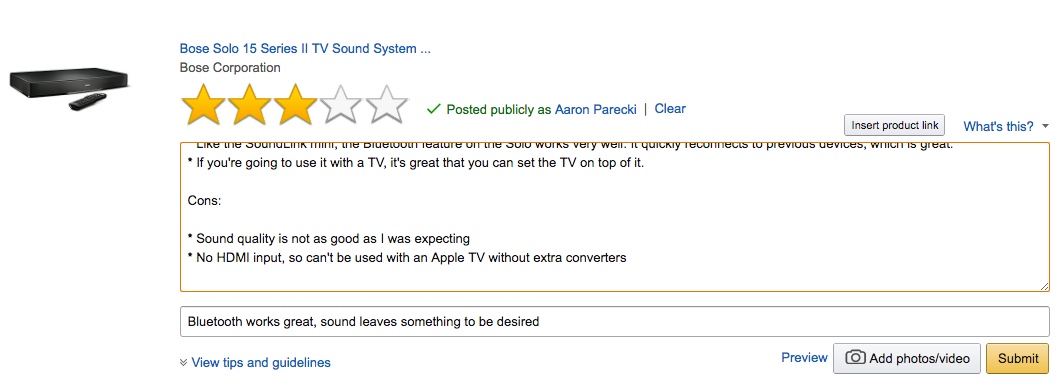 Bose Solo 15 Series II TV Sound System ...
Bose Corporation
Posted publicly as Aaron Parecki | Clear
Insert product link
What's this?
Like the SoundLink mini, the Bluetooth feature on the Solo works very well. It quickly reconnects to previous devices, which is great.
* If you're going to use it with a TV, it's great that you can set the TV on top of it.
Cons:
* Sound quality is not as good as I was expecting
* No HDMI input, so can't be used with an Apple TV without extra converters
Bluetooth works great, sound leaves something to be desired
View tips and guidelines
Preview
Add photos/video
Submit